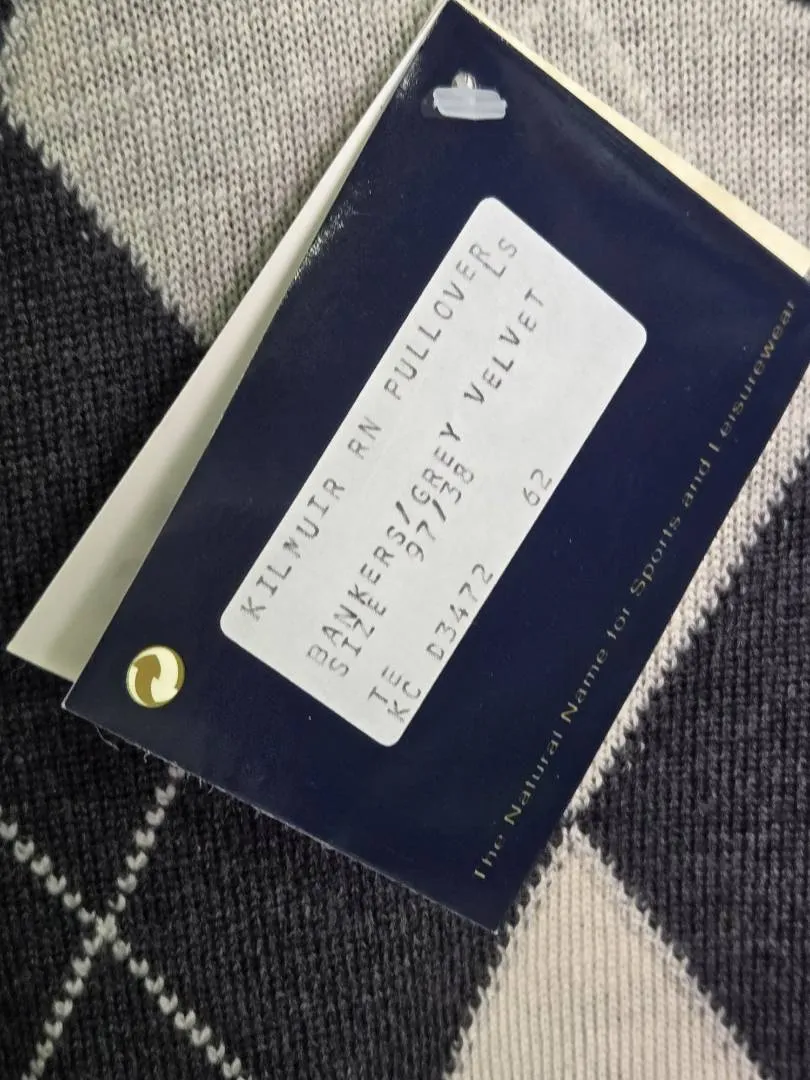 KILMUIR RN PULLOVER
LS
BANKERS/GREY VELVET
SIZE 97/38
TE 62
KC D3472
The Natural Name for Sports and Leisurewear